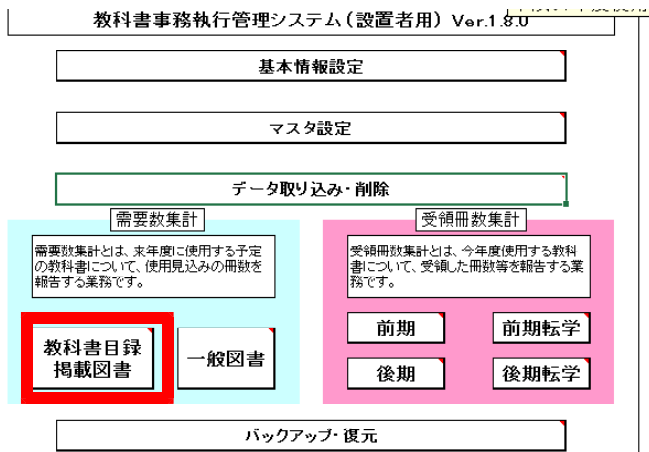 教科書事務執行管理システム(設置者用) Ver.1.8.0
基本情報設定
マスタ設定
データ取り込み・削除
需要数集計
需要数集計とは、来年度に使用する予定
の教科書について、使用見込みの冊数を
報告する業務です。
教科書目録
掲載図書
一般図書
受領冊数集計
受領冊数集計とは、今年度使用する教科
書について、受領した冊数等を報告する業
務です。
前期
前期転学
後期
後期転学
バックアップ・復元